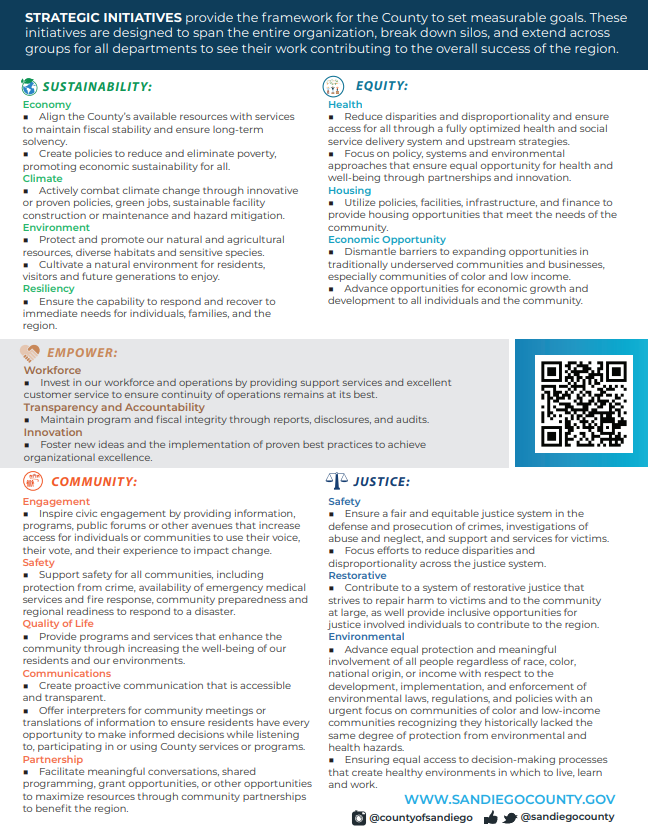 STRATEGIC INITIATIVES provide the framework for the County to set measurable goals. These
initiatives are designed to span the entire organization, break down silos, and extend across
groups for all departments to see their work contributing to the overall success of the region.
SUSTAINABILITY:
Economy
▪ Align the County's available resources with services
to maintain fiscal stability and ensure long-term
solvency.
▪ Create policies to reduce and eliminate poverty,
promoting economic sustainability for all.
Climate
▪ Actively combat climate change through innovative
or proven policies, green jobs, sustainable facility
construction or maintenance and hazard mitigation.
Environment
▪ Protect and promote our natural and agricultural
resources, diverse habitats and sensitive species.
▪ Cultivate a natural environment for residents,
visitors and future generations to enjoy.
Resiliency
▪ Ensure the capability to respond and recover to
immediate needs for individuals, families, and the
region.
EQUITY:
Health
▪ Reduce disparities and disproportionality and ensure
access for all through a fully optimized health and social
service delivery system and upstream strategies.
▪ Focus on policy, systems and environmental
approaches that ensure equal opportunity for health and
well-being through partnerships and innovation.
Housing
▪ Utilize policies, facilities, infrastructure, and finance to
provide housing opportunities that meet the needs of the
community.
Economic Opportunity
▪ Dismantle barriers to expanding opportunities in
traditionally underserved communities and businesses,
especially communities of color and low income.
▪ Advance opportunities for economic growth and
development to all individuals and the community.
EMPOWER:
Workforce
▪ Invest in our workforce and operations by providing support services and excellent
customer service to ensure continuity of operations remains at its best.
Transparency and Accountability
▪ Maintain program and fiscal integrity through reports, disclosures, and audits.
Innovation
▪ Foster new ideas and the implementation of proven best practices to achieve
organizational excellence.
COMMUNITY:
Engagement
▪ Inspire civic engagement by providing information,
programs, public forums or other avenues that increase
access for individuals or communities to use their voice,
their vote, and their experience to impact change.
Safety
▪ Support safety for all communities, including
protection from crime, availability of emergency medical
services and fire response, community preparedness and
regional readiness to respond to a disaster.
Quality of Life
▪ Provide programs and services that enhance the
community through increasing the well-being of our
residents and our environments.
Communications
▪ Create proactive communication that is accessible
and transparent.
▪ Offer interpreters for community meetings or
translations of information to ensure residents have every
opportunity to make informed decisions while listening
to, participating in or using County services or programs.
Partnership
▪ Facilitate meaningful conversations, shared
programming, grant opportunities, or other opportunities
to maximize resources through community partnerships
to benefit the region.
JUSTICE:
Safety
▪ Ensure a fair and equitable justice system in the
defense and prosecution of crimes, investigations of
abuse and neglect, and support and services for victims.
▪ Focus efforts to reduce disparities and
disproportionality across the justice system.
Restorative
▪ Contribute to a system of restorative justice that
strives to repair harm to victims and to the community
at large, as well provide inclusive opportunities for
justice involved individuals to contribute to the region.
Environmental
▪ Advance equal protection and meaningful
involvement of all people regardless of race, color,
national origin, or income with respect to the
development, implementation, and enforcement of
environmental laws, regulations, and policies with an
urgent focus on communities of color and low-income
communities recognizing they historically lacked the
same degree of protection from environmental and
health hazards.
▪ Ensuring equal access to decision-making processes
that create healthy environments in which to live, learn
and work.
WWW.SANDIEGOCOUNTY.GOV
@countyofsandiego @sandiegocounty